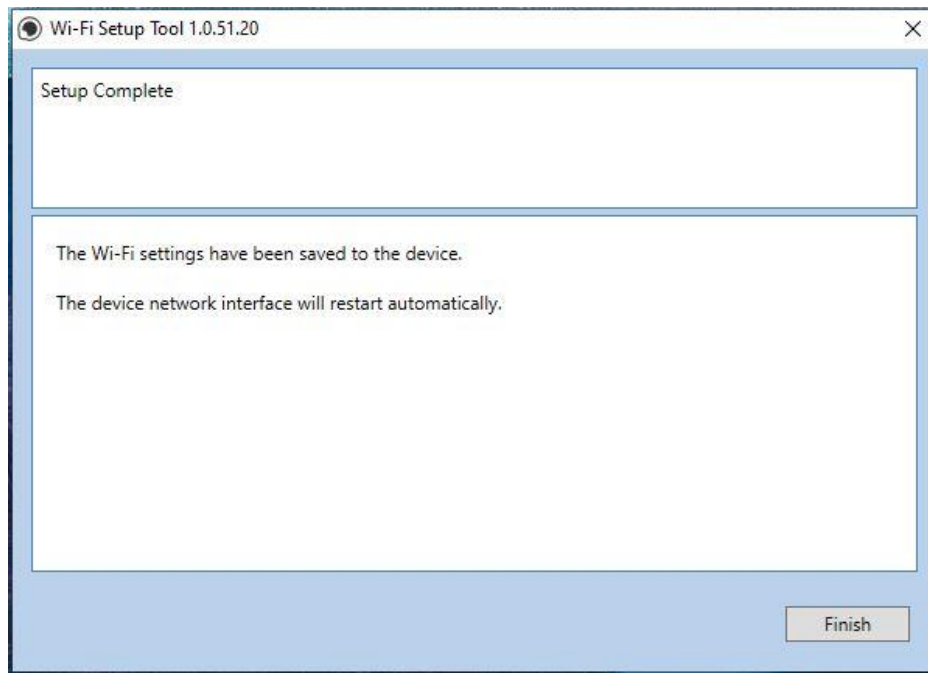 Wi-Fi Setup Tool 1.0.51.20
Setup Complete
The Wi-Fi settings have been saved to the device.
The device network interface will restart automatically.
Finish